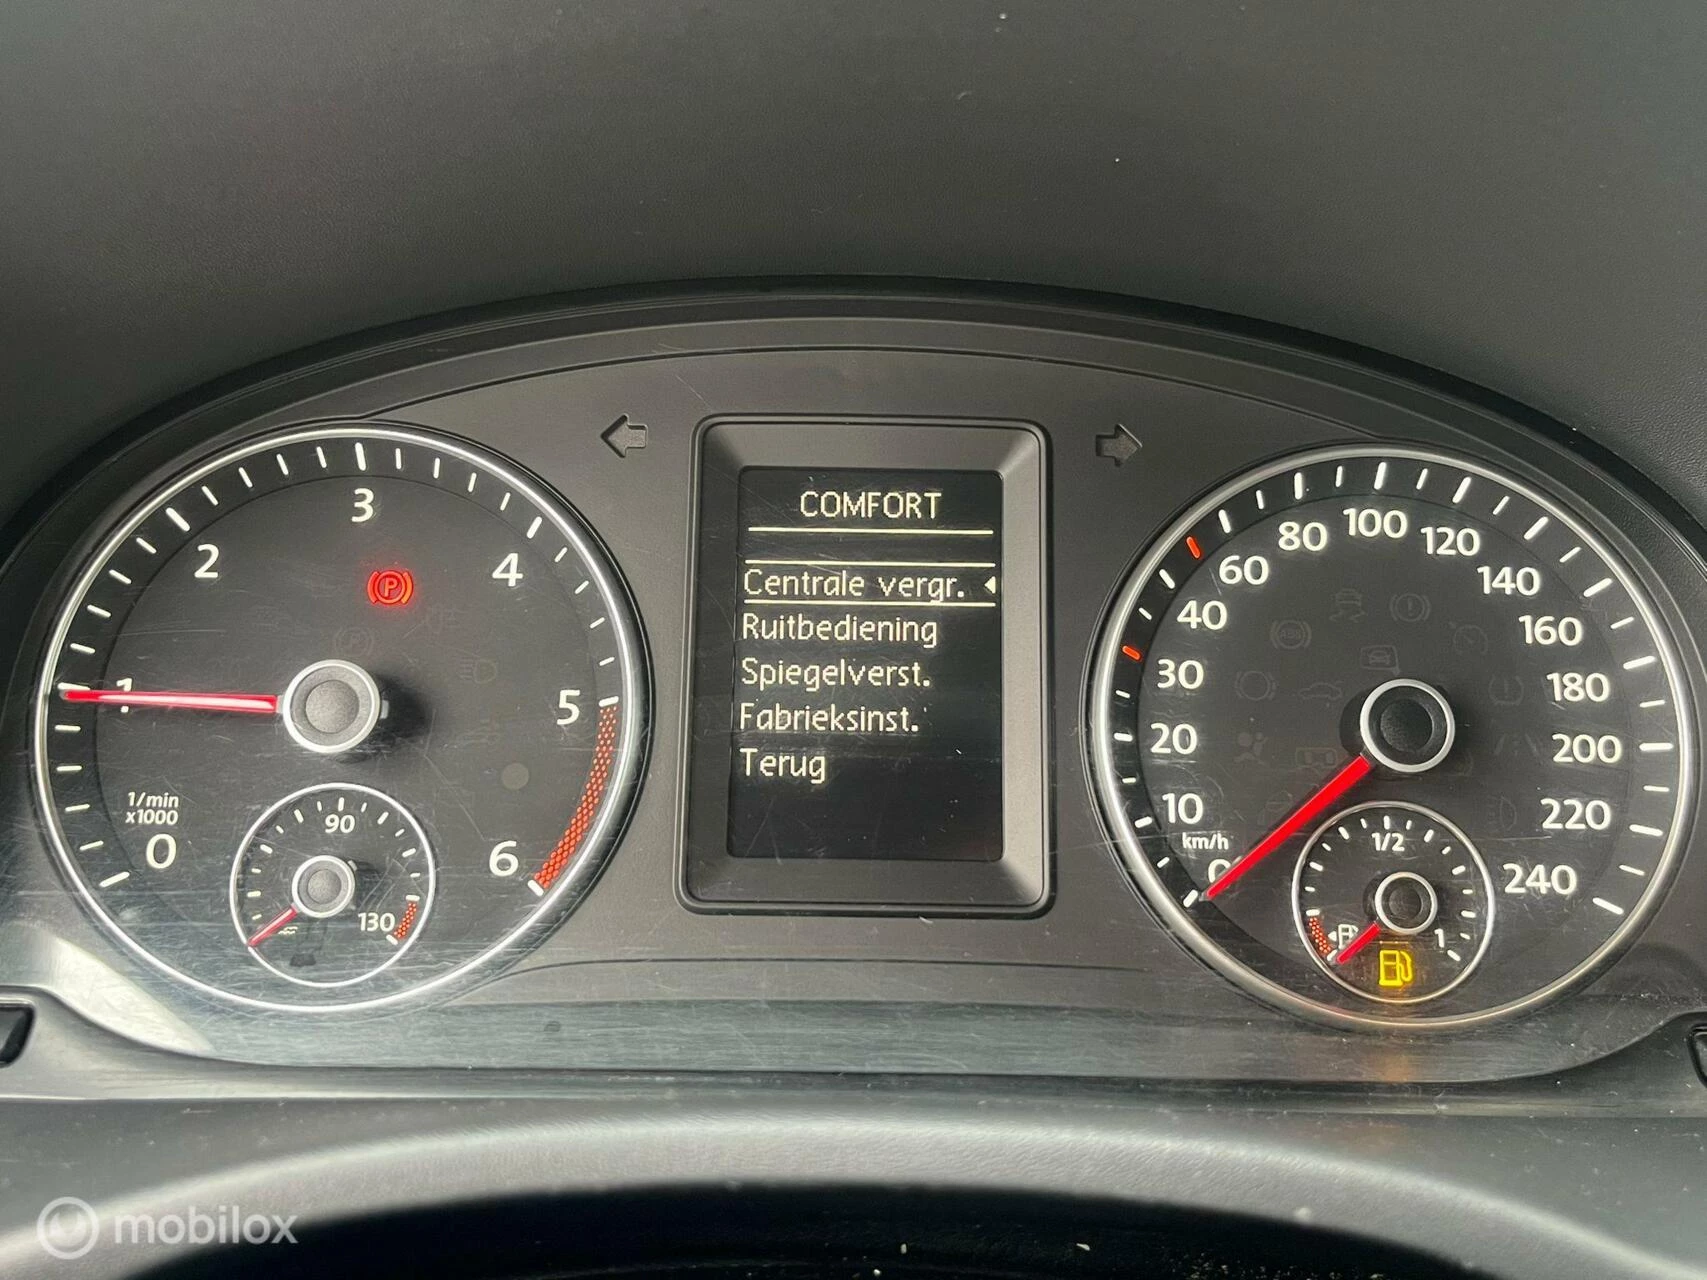 COMFORT
Centrale vergr.
Ruitbediening
Spiegelverst.
Fabrieksinst.
Terug
0
1
2
3
4
5
6
1/min
x1000
90
130
0
10
20
30
40
60
80
100
120
140
160
180
200
220
240
km/h
1/2
1
P
mobilox